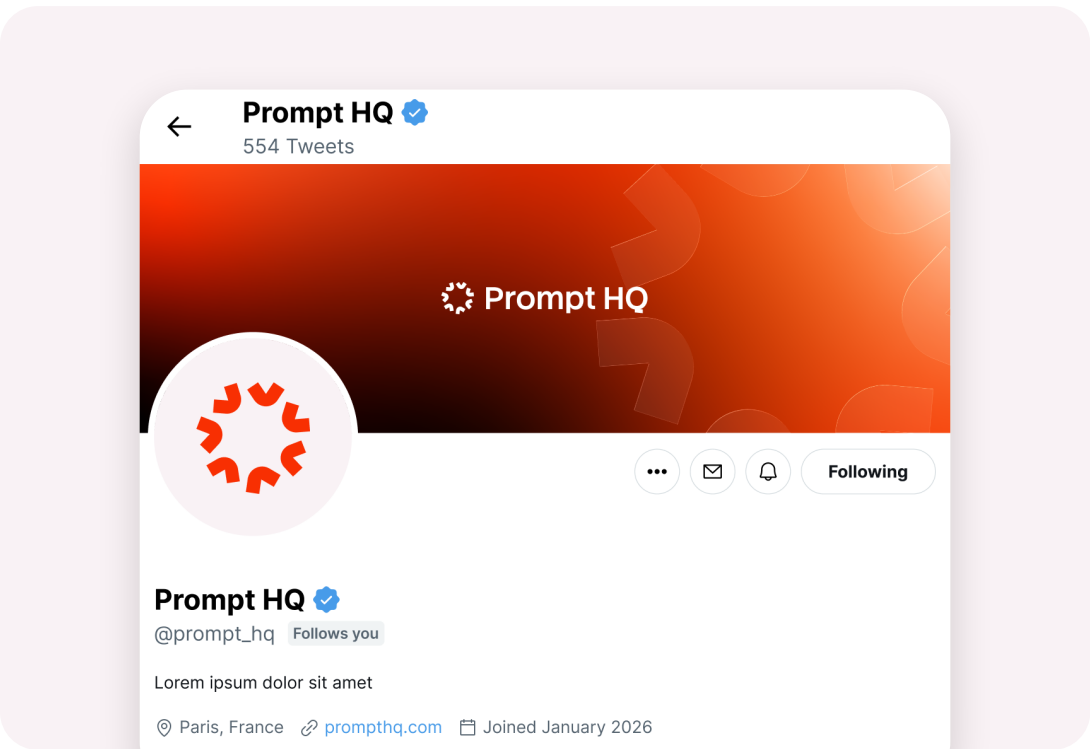 Prompt HQ
554 Tweets
Prompt HQ
Following
Prompt HQ
@prompt_hq Follows you
Lorem ipsum dolor sit amet
Paris, France prompthq.com Joined January 2026